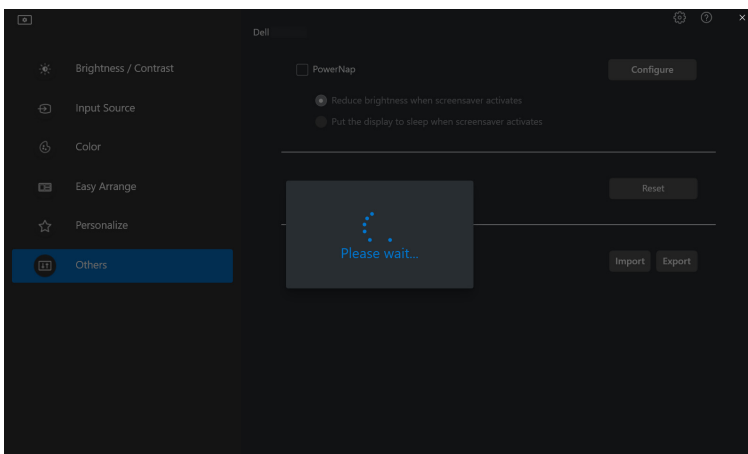 Dell
Brightness / Contrast
PowerNap
Configure
Reduce brightness when screensaver activates
Input Source
Put the display to sleep when screensaver activates
Color
Easy Arrange
Reset
Personalize
Please wait...
Others
Import Export